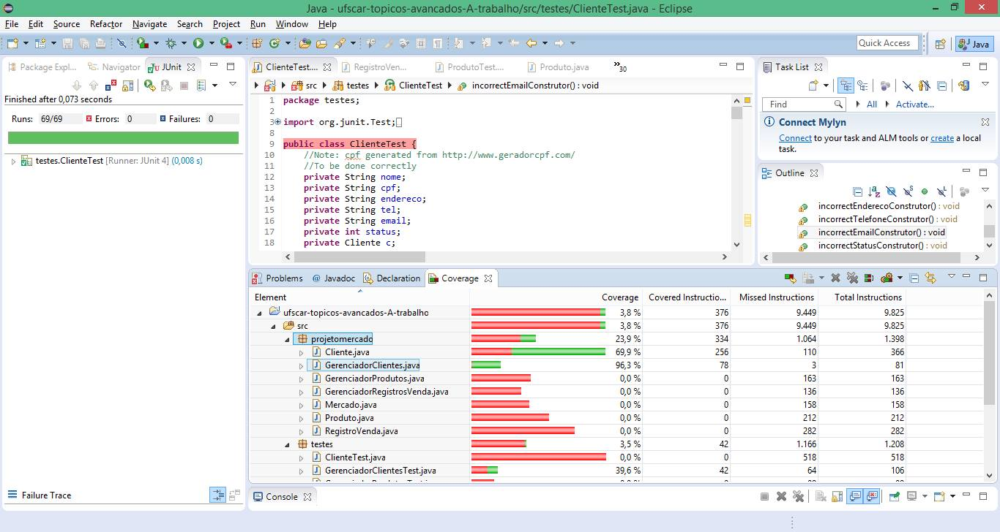 Java - ufscar-topicos-avancados-A-trabalho/src/testes/ClienteTest.java - Eclipse
File Edit Source Refactor Navigate Search Project Run Window Help
Quick Access
Java
Package Expl... Navigator JUnit
Finished after 0,073 seconds
Runs: 69/69 Errors: 0 Failures: 0
testes.ClienteTest [Runner: JUnit 4] (0,008 s)
Failure Trace
ClienteTest.... RegistroVen... ProdutoTest.... Produto.java »30
src testes ClienteTest incorrectEmailConstrutor() : void
1 package testes;
2
3 import org.junit.Test;
8
9 public class ClienteTest {
10 //Note: cpf generated from http://www.geradorcpf.com/
11 //To be done correctly
12 private String nome;
13 private String cpf;
14 private String endereco;
15 private String tel;
16 private String email;
17 private int status;
18 private Cliente c;
Task List
Find All Activate...
Connect Mylyn
Connect to your task and ALM tools or create a local
task.
Outline
incorrectEnderecoConstrutor() : void
incorrectTelefoneConstrutor() : void
incorrectEmailConstrutor() : void
incorrectStatusConstrutor() : void
Problems @ Javadoc Declaration Coverage
Element Coverage Covered Instructio... Missed Instructions Total Instructions
ufscar-topicos-avancados-A-trabalho 3,8 % 376 9.449 9.825
src 3,8 % 376 9.449 9.825
projetomercado 23,9 % 334 1.064 1.398
Cliente.java 69,9 % 256 110 366
GerenciadorClientes.java 96,3 % 78 3 81
GerenciadorProdutos.java 0,0 % 0 163 163
GerenciadorRegistrosVenda.java 0,0 % 0 136 136
Mercado.java 0,0 % 0 158 158
Produto.java 0,0 % 0 212 212
RegistroVenda.java 0,0 % 0 282 282
testes 3,5 % 42 1.166 1.208
ClienteTest.java 0,0 % 0 518 518
GerenciadorClientesTest.java 39,6 % 42 64 106
Console